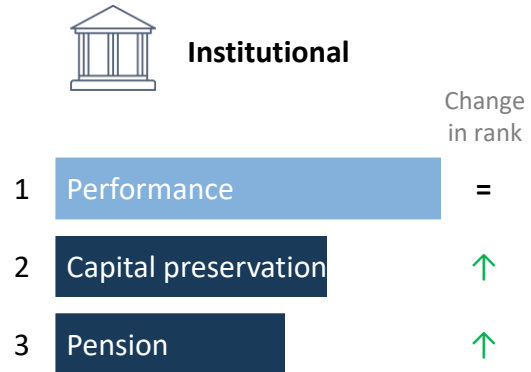 Institutional
Change
in rank
1 Performance =
2 Capital preservation ↑
3 Pension ↑